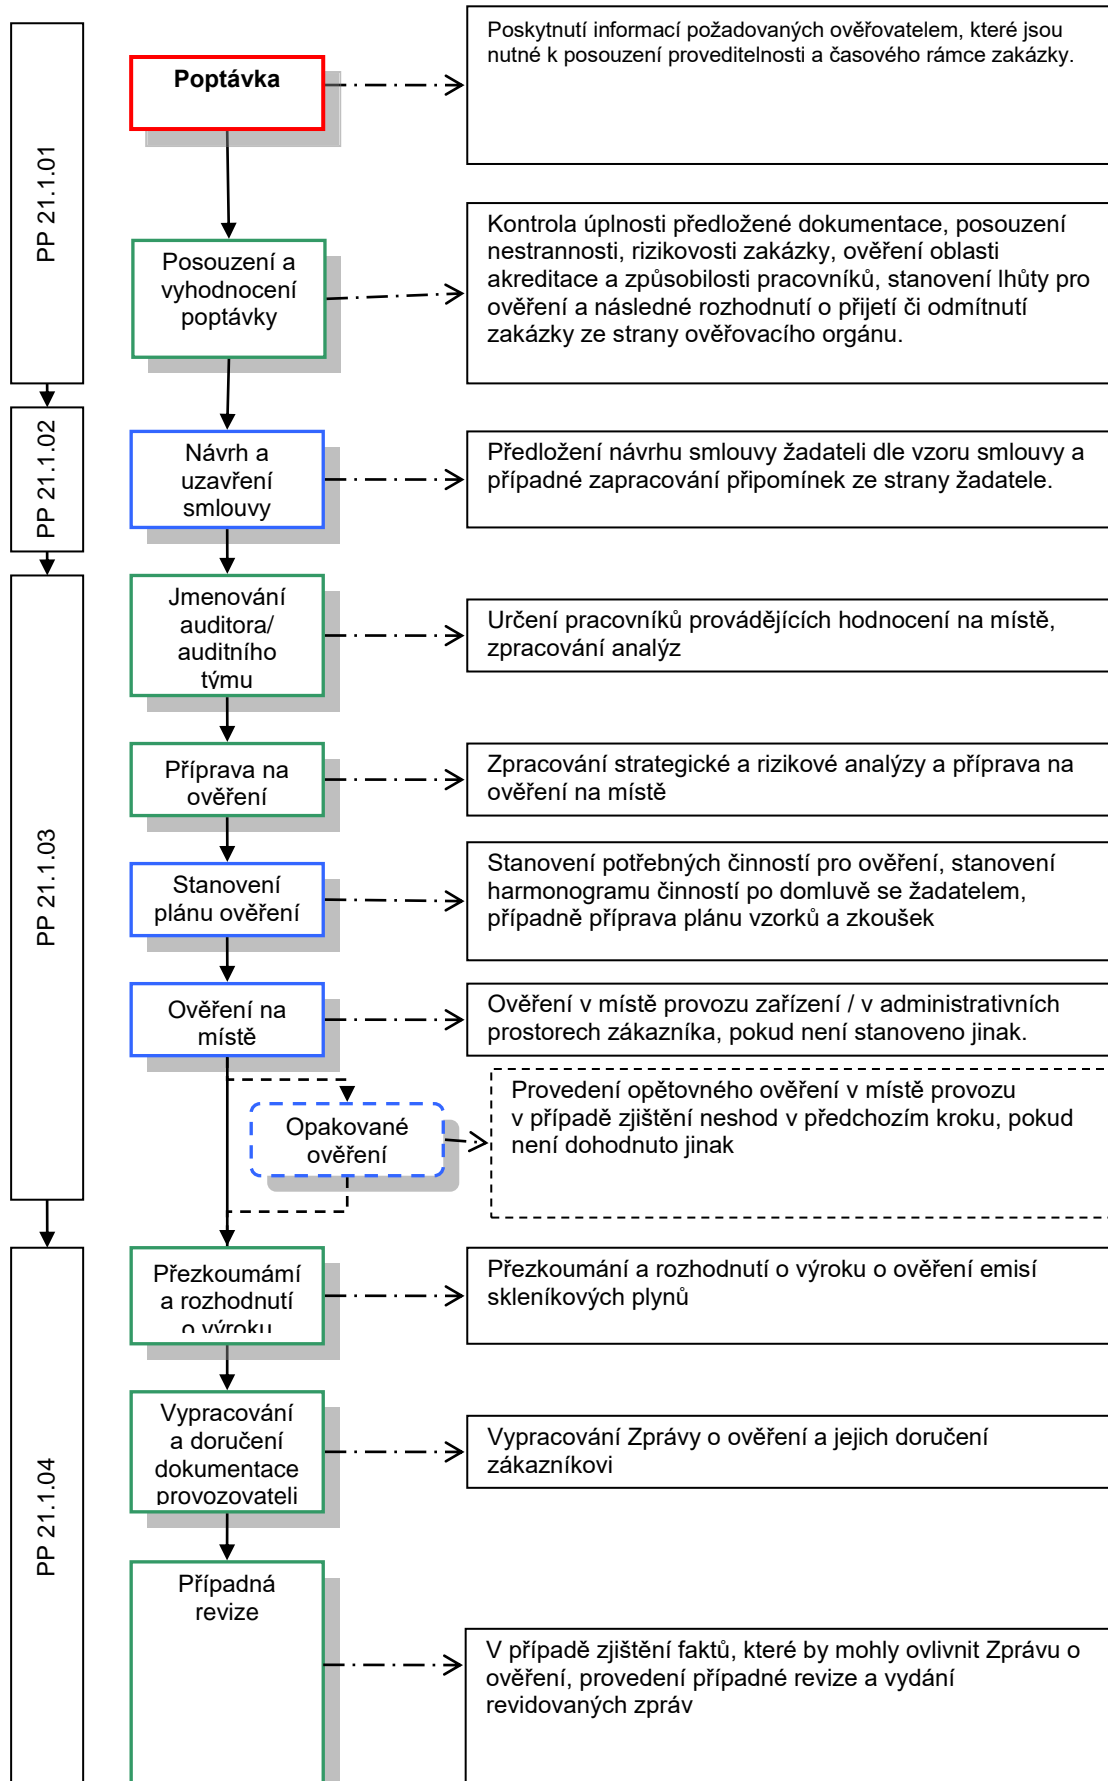 PP 21.1.01
Poptávka
Poskytnutí informací požadovaných ověřovatelem, které jsou
nutné k posouzení proveditelnosti a časového rámce zakázky.
Posouzení a
vyhodnocení
poptávky
Kontrola úplnosti předložené dokumentace, posouzení
nestrannosti, rizikovosti zakázky, ověření oblasti
akreditace a způsobilosti pracovníků, stanovení lhůty pro
ověření a následné rozhodnutí o přijetí či odmítnutí
zakázky ze strany ověřovacího orgánu.
PP 21.1.02
Návrh a
uzavření
smlouvy
Předložení návrhu smlouvy žadateli dle vzoru smlouvy a
případné zapracování připomínek ze strany žadatele.
PP 21.1.03
Jmenování
auditora/
auditního
týmu
Určení pracovníků provádějících hodnocení na místě,
zpracování analýz
Příprava na
ověření
Zpracování strategické a rizikové analýzy a příprava na
ověření na místě
Stanovení
plánu ověření
Stanovení potřebných činností pro ověření, stanovení
harmonogramu činností po domluvě se žadatelem,
případně příprava plánu vzorků a zkoušek
Ověření na
místě
Ověření v místě provozu zařízení / v administrativních
prostorech zákazníka, pokud není stanoveno jinak.
Opakované
ověření
Provedení opětovného ověření v místě provozu
v případě zjištění neshod v předchozím kroku, pokud
není dohodnuto jinak
PP 21.1.04
Přezkoumámí
a rozhodnutí
o výroku
Přezkoumání a rozhodnutí o výroku o ověření emisí
skleníkových plynů
Vypracování
a doručení
dokumentace
provozovateli
Vypracování Zprávy o ověření a jejich doručení
zákazníkovi
Případná
revize
V případě zjištění faktů, které by mohly ovlivnit Zprávu o
ověření, provedení případné revize a vydání
revidovaných zpráv